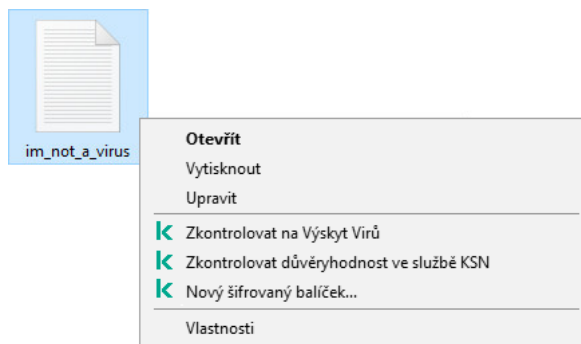 im_not_a_virus
Otevřít
Vytisknout
Upravit
Zkontrolovat na Výskyt Virů
Zkontrolovat důvěryhodnost ve službě KSN
Nový šifrovaný balíček...
Vlastnosti